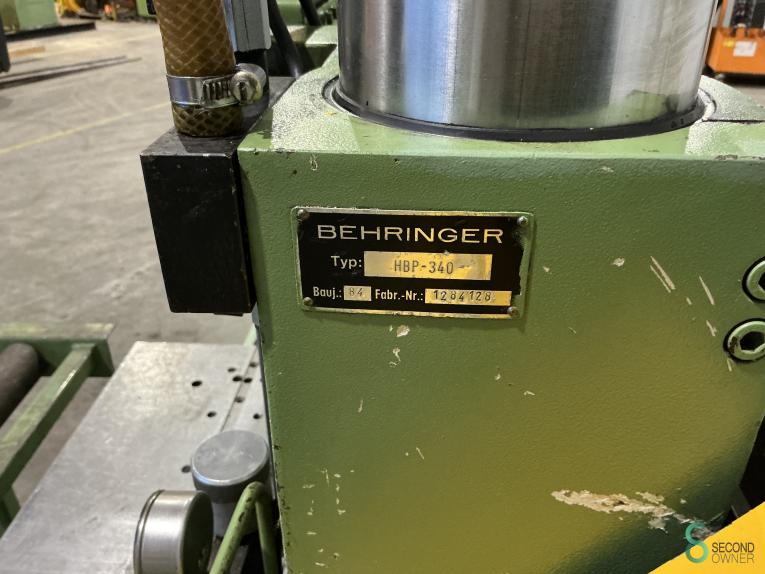 BEHRINGER
Typ: HBP-340
Bauj.: 84 Fabr.-Nr.: 1284128
SECOND
OWNER